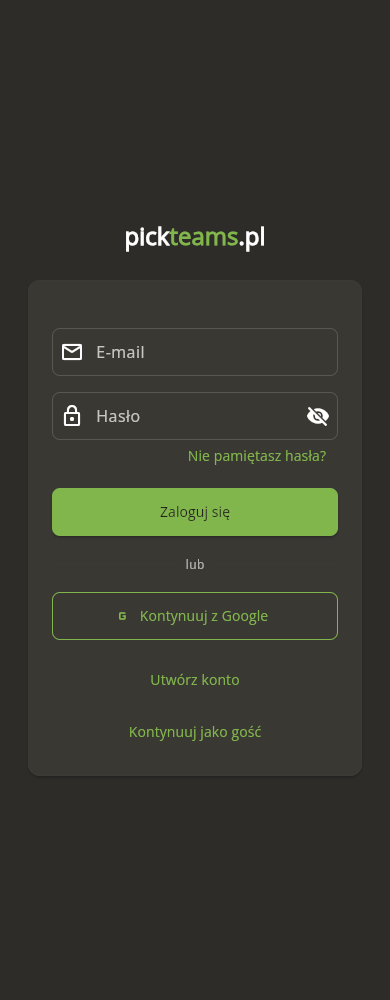 pickteams.pl
E-mail
Hasło
Nie pamiętasz hasła?
Zaloguj się
lub
G Kontynuuj z Google
Utwórz konto
Kontynuuj jako gość